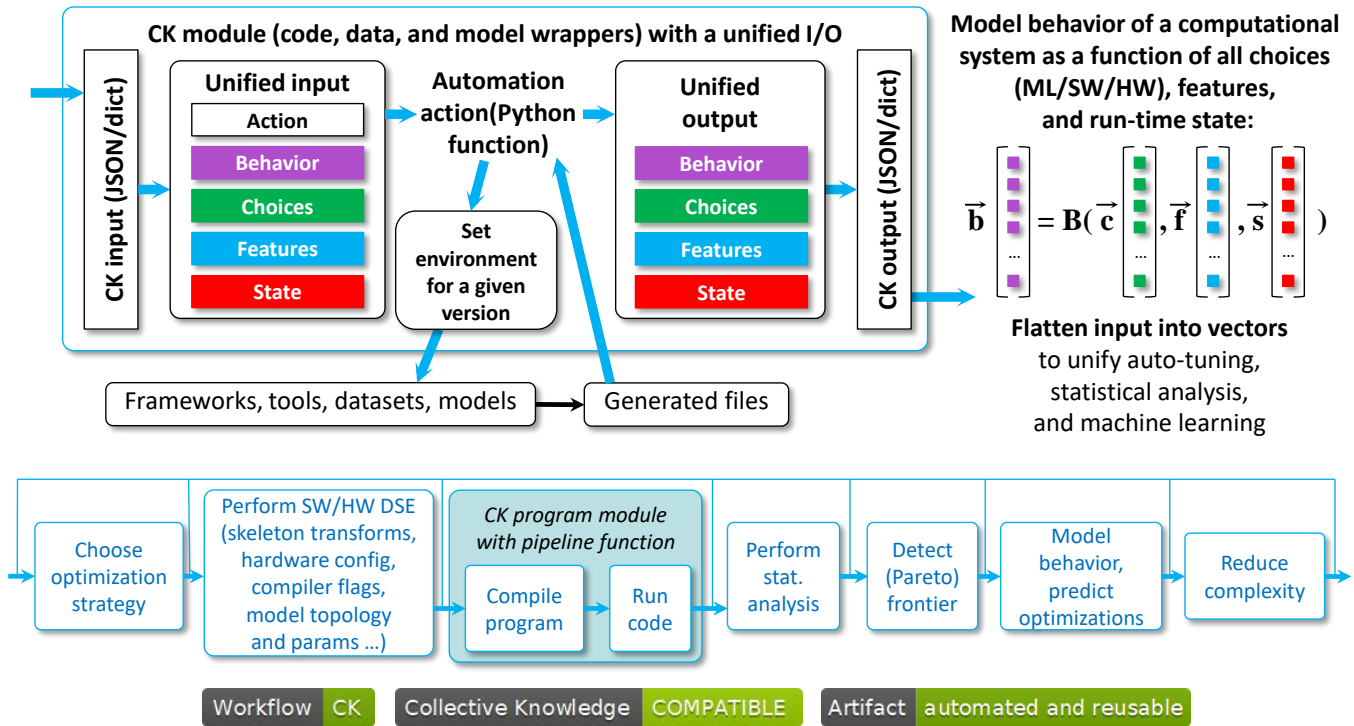 CK module (code, data, and model wrappers) with a unified I/O
CK input (JSON/dict)
Unified input
Action
Behavior
Choices
Features
State
Automation
action(Python
function)
Set
environment
for a given
version
Unified
output
Behavior
Choices
Features
State
CK output (JSON/dict)
Frameworks, tools, datasets, models
Generated files
Model behavior of a computational
system as a function of all choices
(ML/SW/HW), features,
and run-time state:
b = B( c , f , s )
... ... ... ...
Flatten input into vectors
to unify auto-tuning,
statistical analysis,
and machine learning
Choose
optimization
strategy
Perform SW/HW DSE
(skeleton transforms,
hardware config,
compiler flags,
model topology
and params ...)
CK program module
with pipeline function
Compile
program
Run
code
Perform
stat.
analysis
Detect
(Pareto)
frontier
Model
behavior,
predict
optimizations
Reduce
complexity
Workflow CK
Collective Knowledge COMPATIBLE
Artifact automated and reusable